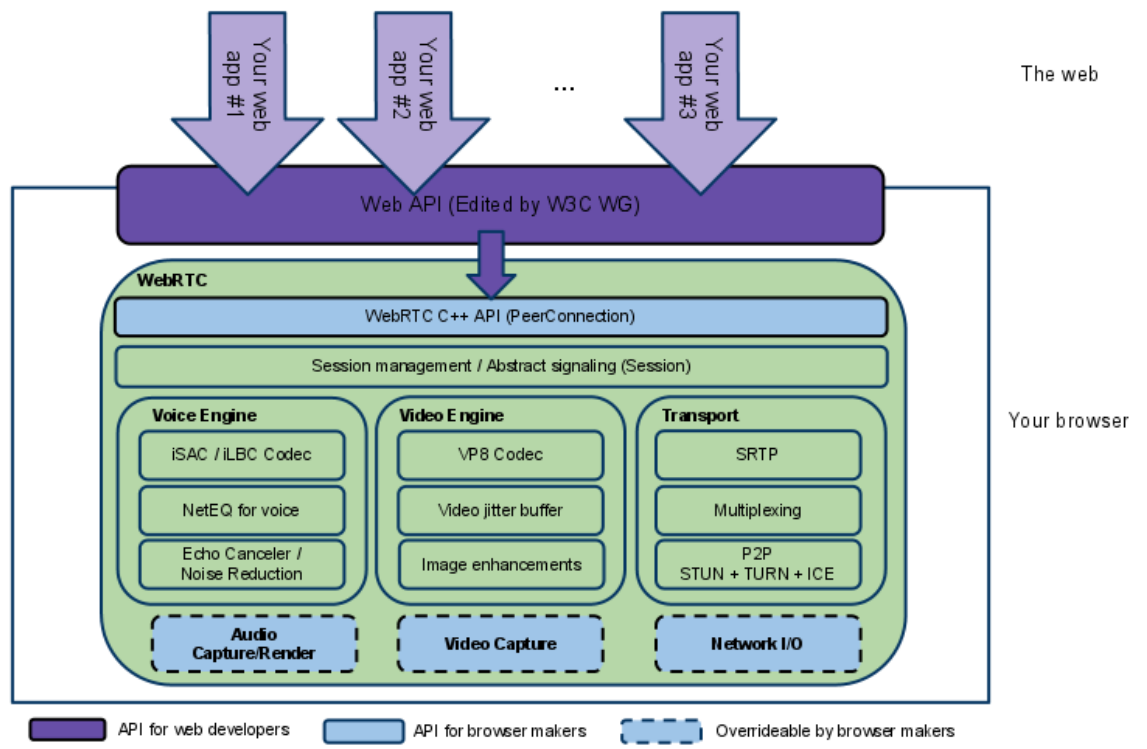 Your web
app #1
Your web
app #2
...
Your web
app #3
The web
Web API (Edited by W3C WG)
WebRTC
WebRTC C++ API (PeerConnection)
Session management / Abstract signaling (Session)
Voice Engine
iSAC / iLBC Codec
NetEQ for voice
Echo Canceler /
Noise Reduction
Video Engine
VP8 Codec
Video jitter buffer
Image enhancements
Transport
SRTP
Multiplexing
P2P
STUN + TURN + ICE
Your browser
Audio
Capture/Render
Video Capture
Network I/O
API for web developers
API for browser makers
Overrideable by browser makers